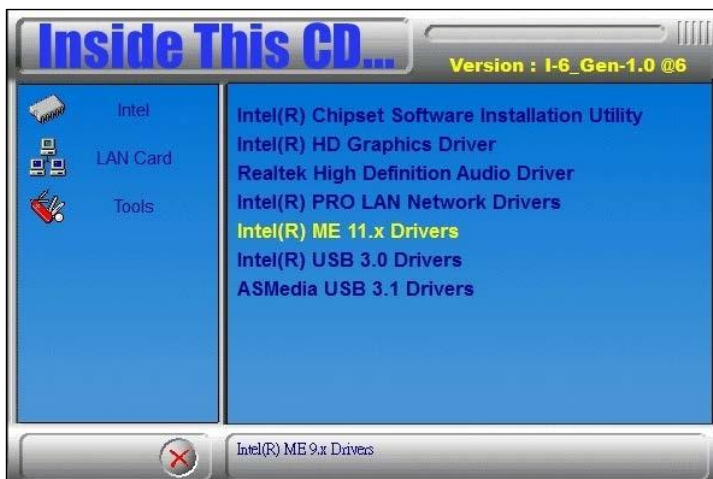 Inside This CD...
Version : I-6_Gen-1.0 @6
Intel
LAN Card
Tools
Intel(R) Chipset Software Installation Utility
Intel(R) HD Graphics Driver
Realtek High Definition Audio Driver
Intel(R) PRO LAN Network Drivers
Intel(R) ME 11.x Drivers
Intel(R) USB 3.0 Drivers
ASMedia USB 3.1 Drivers
Intel(R) ME 9.x Drivers